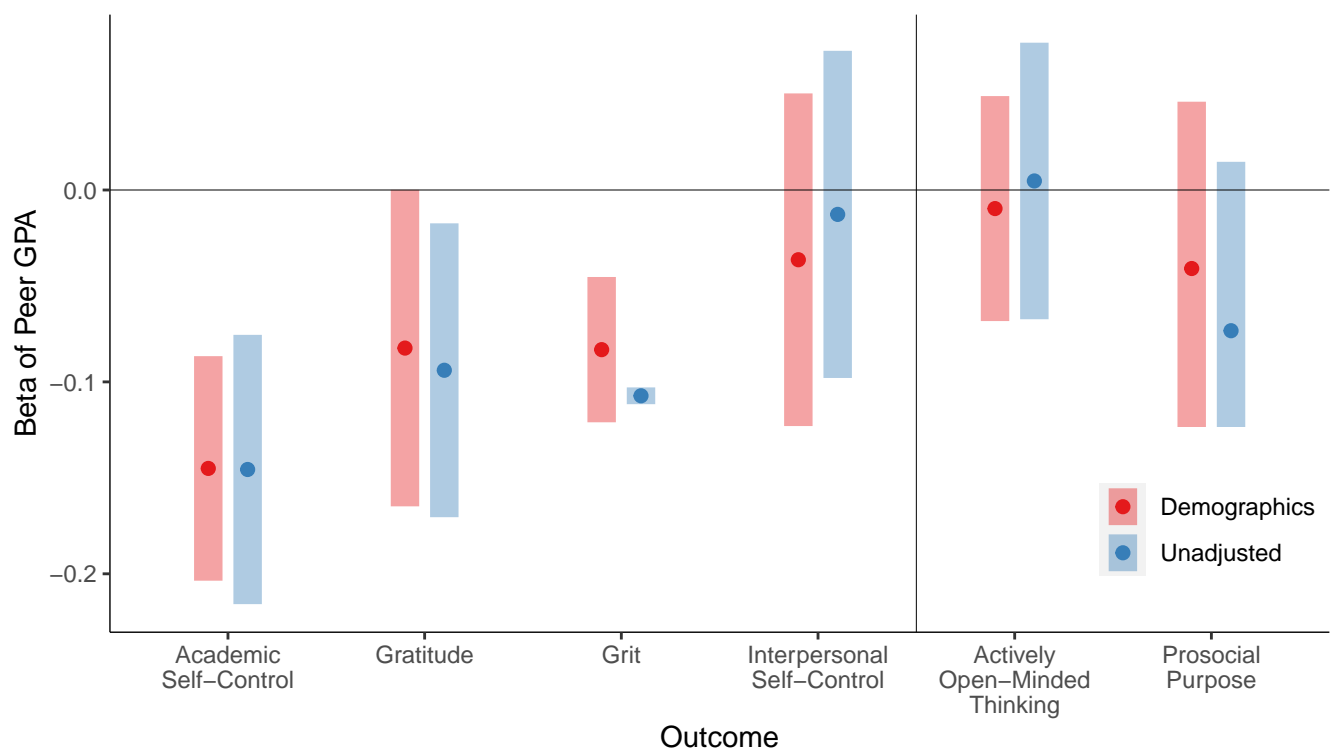 Beta of Peer GPA
0.0
−0.1
−0.2
Demographics
Unadjusted
Academic
Self−Control
Gratitude
Grit
Interpersonal
Self−Control
Actively
Open−Minded
Thinking
Prosocial
Purpose
Outcome